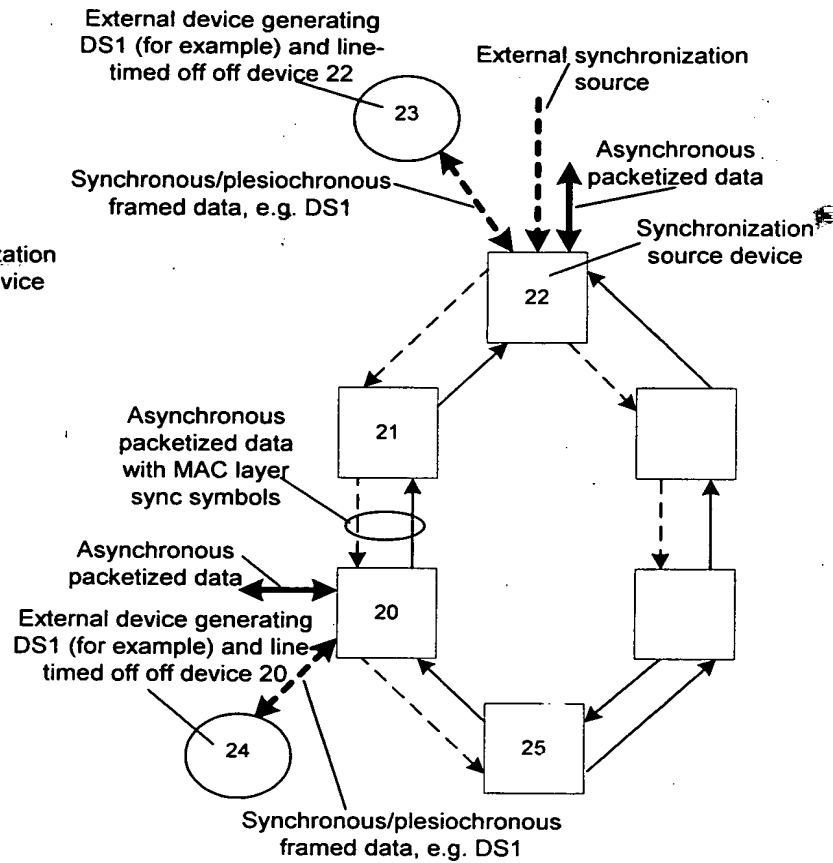 External device generating
DS1 (for example) and line-
timed off off device 22
External synchronization
source
23
Asynchronous
packetized data
Synchronous/plesiochronous
framed data, e.g. DS1
Synchronization
source device
zation
vice
22
Asynchronous
packetized data
with MAC layer
sync symbols
21
Asynchronous
packetized data
20
External device generating
DS1 (for example) and line
timed off off device 20
24
25
Synchronous/plesiochronous
framed data, e.g. DS1